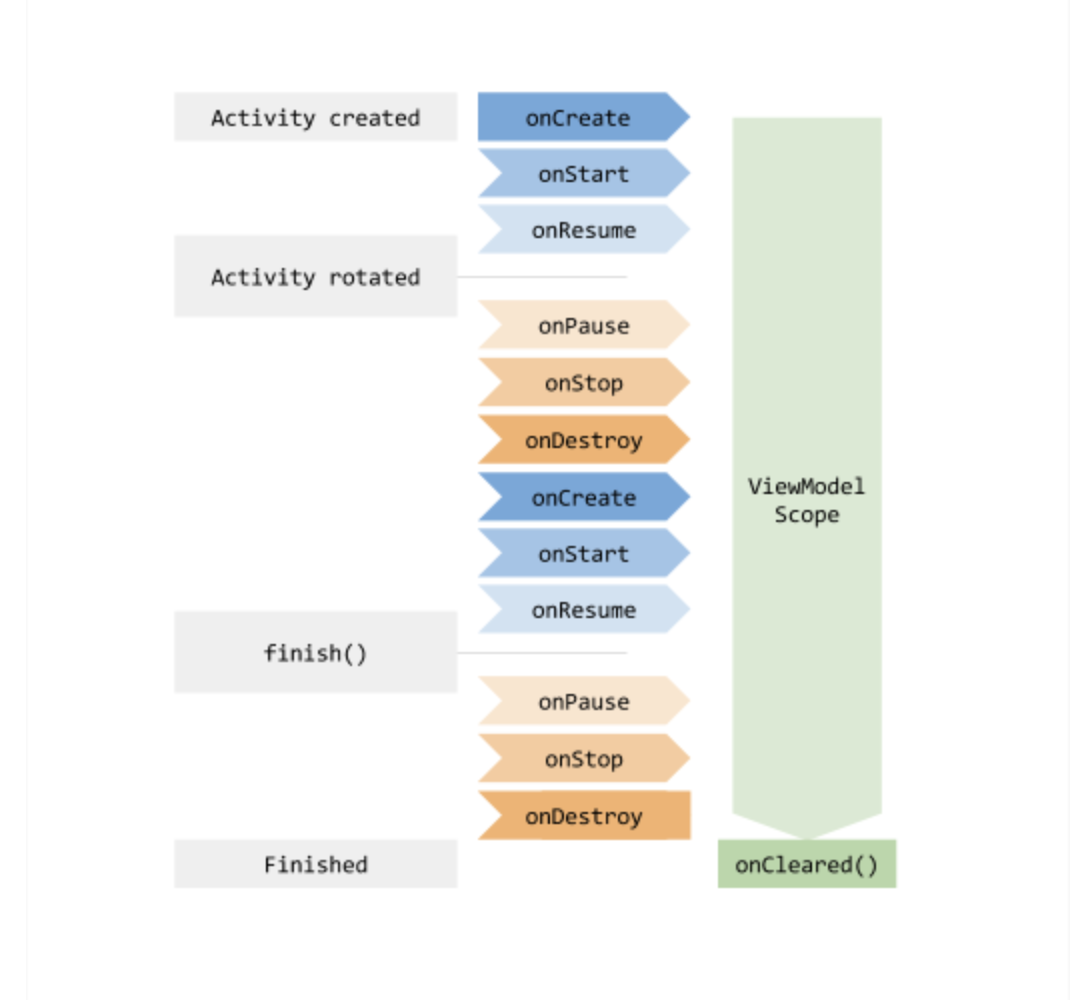 Activity created
onCreate
onStart
onResume
Activity rotated
onPause
onStop
onDestroy
onCreate
onStart
onResume
ViewModel
Scope
finish()
onPause
onStop
onDestroy
Finished
onCleared()